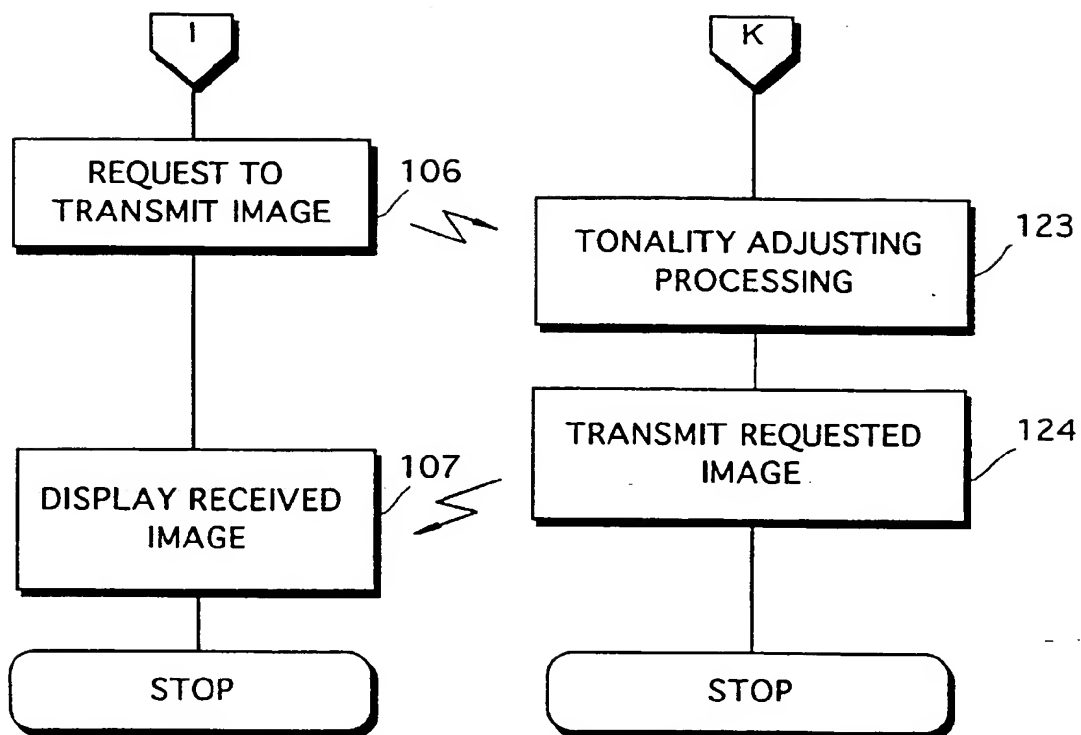 I
K
REQUEST TO
TRANSMIT IMAGE
106
TONALITY ADJUSTING
PROCESSING
123
TRANSMIT REQUESTED
IMAGE
124
DISPLAY RECEIVED
IMAGE
107
STOP
STOP